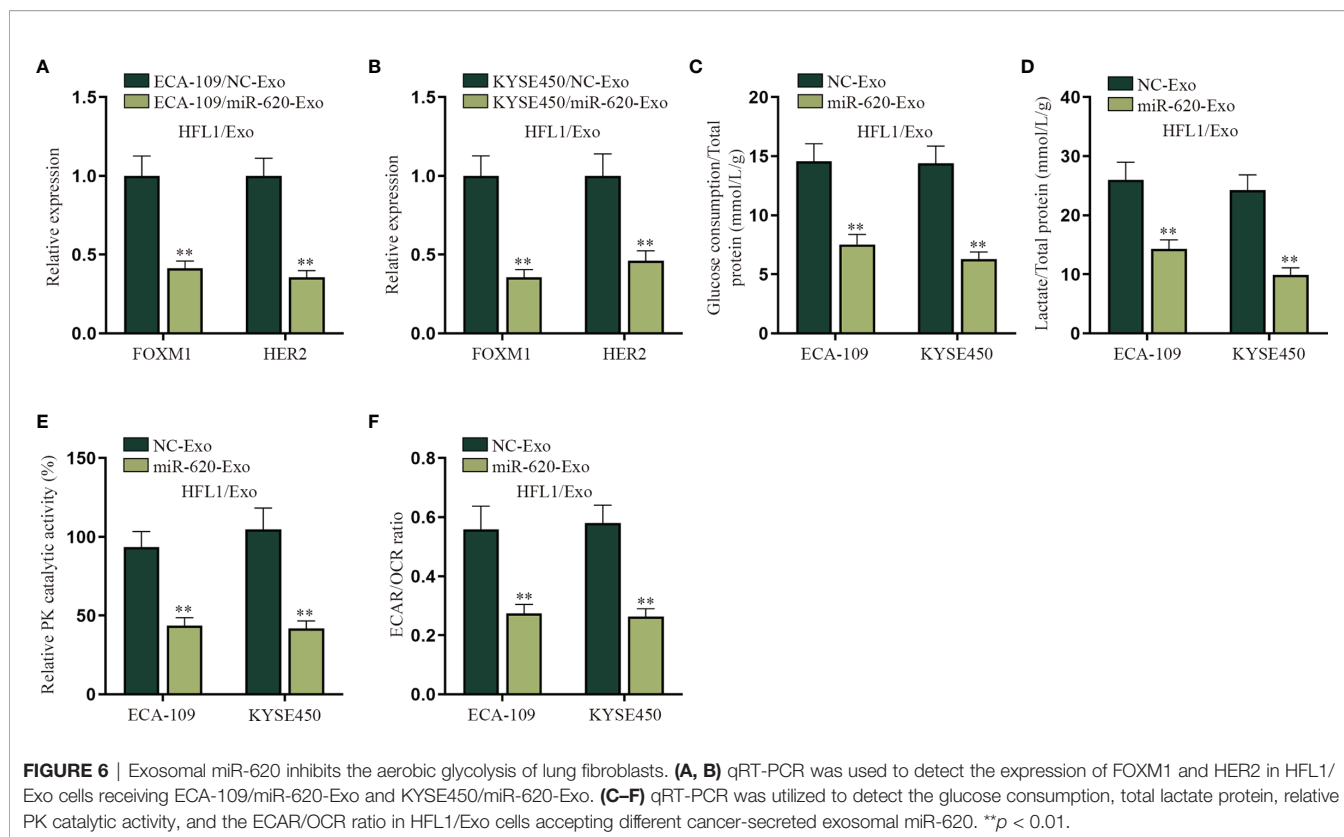 A
ECA-109/NC-Exo
ECA-109/miR-620-Exo
HFL1/Exo
Relative expression
1.5
1.0
0.5
0.0
**
**
FOXM1
HER2
B
KYSE450/NC-Exo
KYSE450/miR-620-Exo
HFL1/Exo
Relative expression
1.5
1.0
0.5
0.0
**
**
FOXM1
HER2
C
NC-Exo
miR-620-Exo
HFL1/Exo
Glucose consumption/Total
protein (mmol/L/g)
20
15
10
5
0
**
**
ECA-109
KYSE450
D
NC-Exo
miR-620-Exo
HFL1/Exo
Lactate/Total protein (mmol/L/g)
40
30
20
10
0
**
**
ECA-109
KYSE450
E
NC-Exo
miR-620-Exo
HFL1/Exo
Relative PK catalytic activity (%)
150
100
50
0
**
**
ECA-109
KYSE450
F
NC-Exo
miR-620-Exo
HFL1/Exo
ECAR/OCR ratio
0.8
0.6
0.4
0.2
0.0
**
**
ECA-109
KYSE450
FIGURE 6 | Exosomal miR-620 inhibits the aerobic glycolysis of lung fibroblasts. (A, B) qRT-PCR was used to detect the expression of FOXM1 and HER2 in HFL1/
Exo cells receiving ECA-109/miR-620-Exo and KYSE450/miR-620-Exo. (C–F) qRT-PCR was utilized to detect the glucose consumption, total lactate protein, relative
PK catalytic activity, and the ECAR/OCR ratio in HFL1/Exo cells accepting different cancer-secreted exosomal miR-620. **p < 0.01.